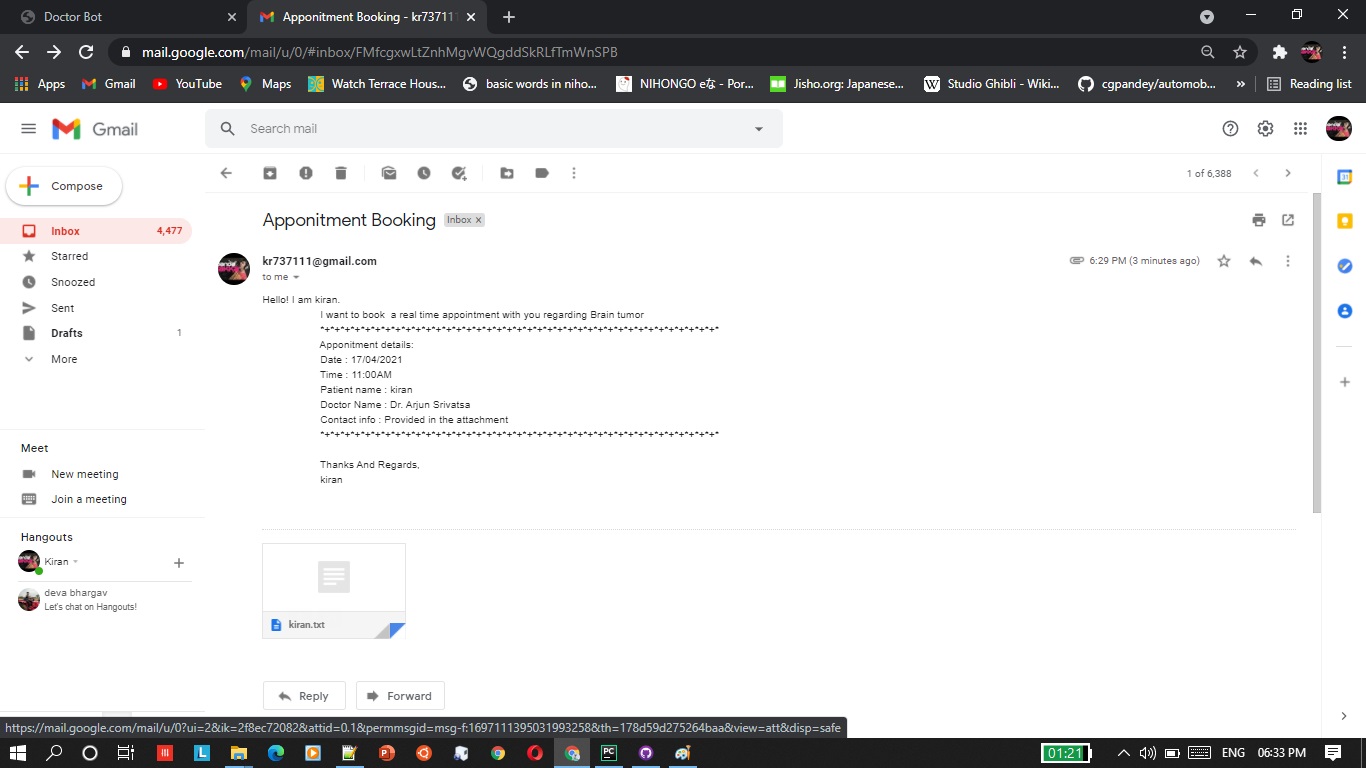 Doctor Bot
Appointment Booking - kr737111
mail.google.com/mail/u/0/#inbox/FMfcgxwLtZnhMgvWQgddSkRLfTmWnSPB
Apps
Gmail
YouTube
Maps
Watch Terrace Hous...
basic words in niho...
NIHONGO eな - Por...
Jisho.org: Japanese...
Studio Ghibli - Wiki...
cgpandey/automob...
»
Reading list
Gmail
Search mail
Compose
1 of 6,388
Inbox 4,477
Starred
Snoozed
Sent
Drafts 1
More
Apponitment Booking
Inbox x
kr737111@gmail.com
to me
6:29 PM (3 minutes ago)
Hello! I am kiran.
I want to book a real time appointment with you regarding Brain tumor
*+*+*+*+*+*+*+*+*+*+*+*+*+*+*+*+*+*+*+*+*+*+*+*+*+*+*+*+*+*+*+*+*+*+*+*+*+*+*
Apponitment details:
Date : 17/04/2021
Time : 11:00AM
Patient name : kiran
Doctor Name : Dr. Arjun Srivatsa
Contact info : Provided in the attachment
*+*+*+*+*+*+*+*+*+*+*+*+*+*+*+*+*+*+*+*+*+*+*+*+*+*+*+*+*+*+*+*+*+*+*+*+*+*+*
Thanks And Regards,
kiran
Meet
New meeting
Join a meeting
Hangouts
Kiran
deva bhargav
Let's chat on Hangouts!
kiran.txt
Reply
Forward
https://mail.google.com/mail/u/0?ui=2&ik=2f8ec72082&attid=0.1&permmsgid=msg-f:1697111395031993258&th=178d59d275264baa&view=att&disp=safe
01:21
ENG
06:33 PM